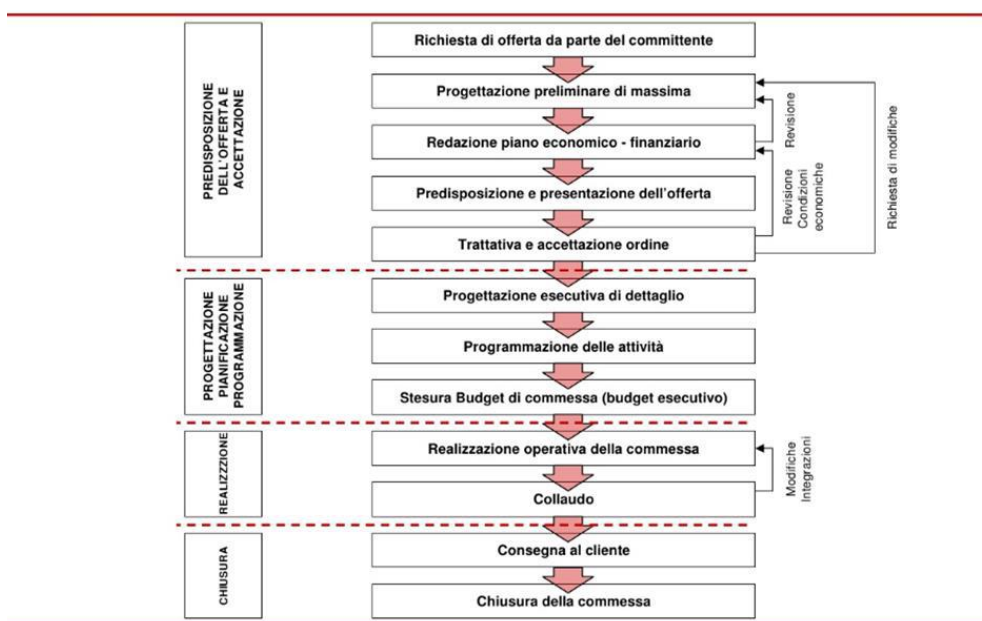 PREDISPOSIZIONE
DELL'OFFERTA E
ACCETTAZIONE
Richiesta di offerta da parte del committente
Progettazione preliminare di massima
Redazione piano economico - finanziario
Predisposizione e presentazione dell'offerta
Trattativa e accettazione ordine
Revisione
Revisione
Condizioni
economiche
Richiesta di modifiche
PROGETTAZIONE
PIANIFICAZIONE
PROGRAMMAZIONE
Progettazione esecutiva di dettaglio
Programmazione delle attività
Stesura Budget di commessa (budget esecutivo)
REALIZZZIONE
Realizzazione operativa della commessa
Collaudo
Modifiche
Integrazioni
CHIUSURA
Consegna al cliente
Chiusura della commessa